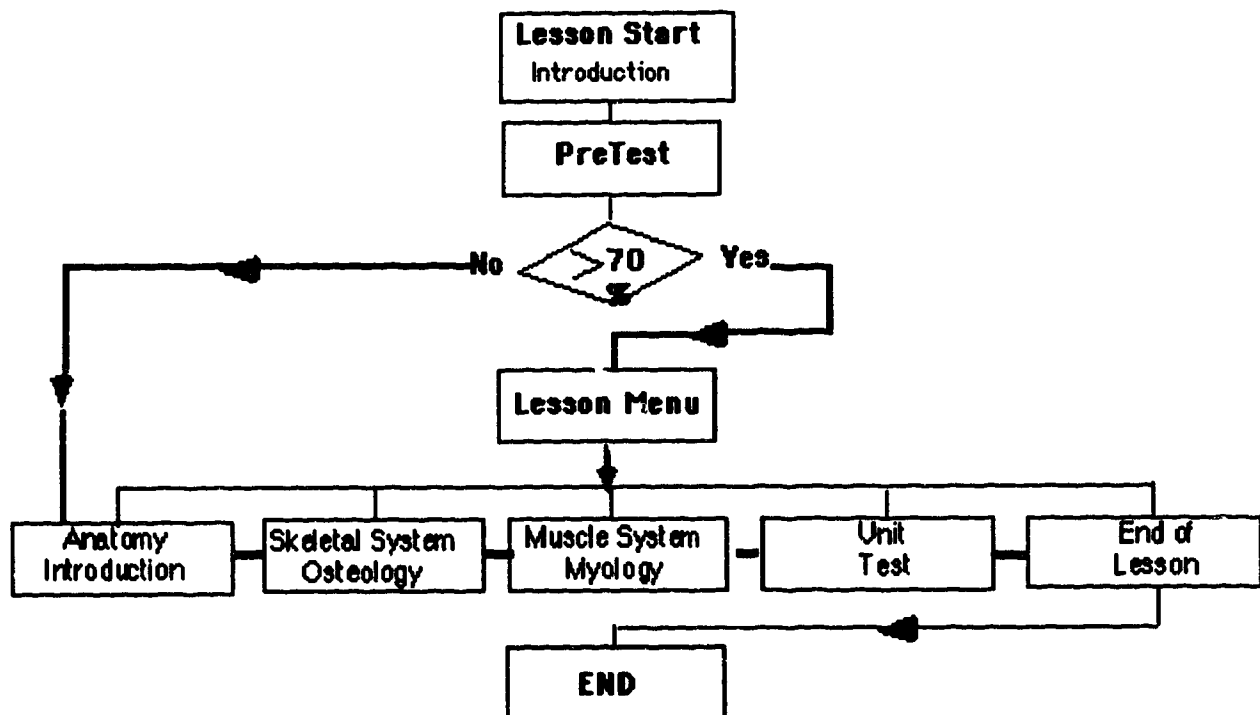 Lesson Start
Introduction
PreTest
No
>70
%
Yes
Lesson Menu
Anatomy
Introduction
Skeletal System
Osteology
Muscle System
Myology
Unit
Test
End of
Lesson
END